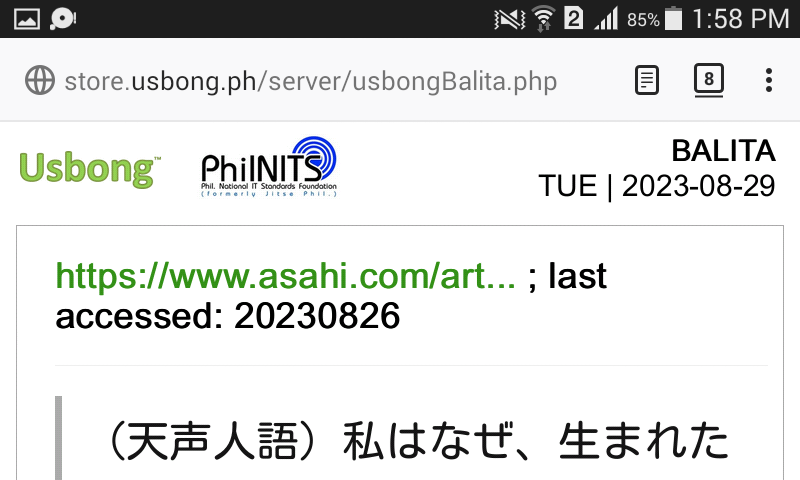 2 85% 1:58 PM
store.usbong.ph/server/usbongBalita.php 8
Usbong™ PhilNITS BALITA
Phil. National IT Standards Foundation
(formerly Jitse Phil.)
TUE | 2023-08-29
https://www.asahi.com/art... ; last
accessed: 20230826
（天声人語）私はなぜ、生まれた